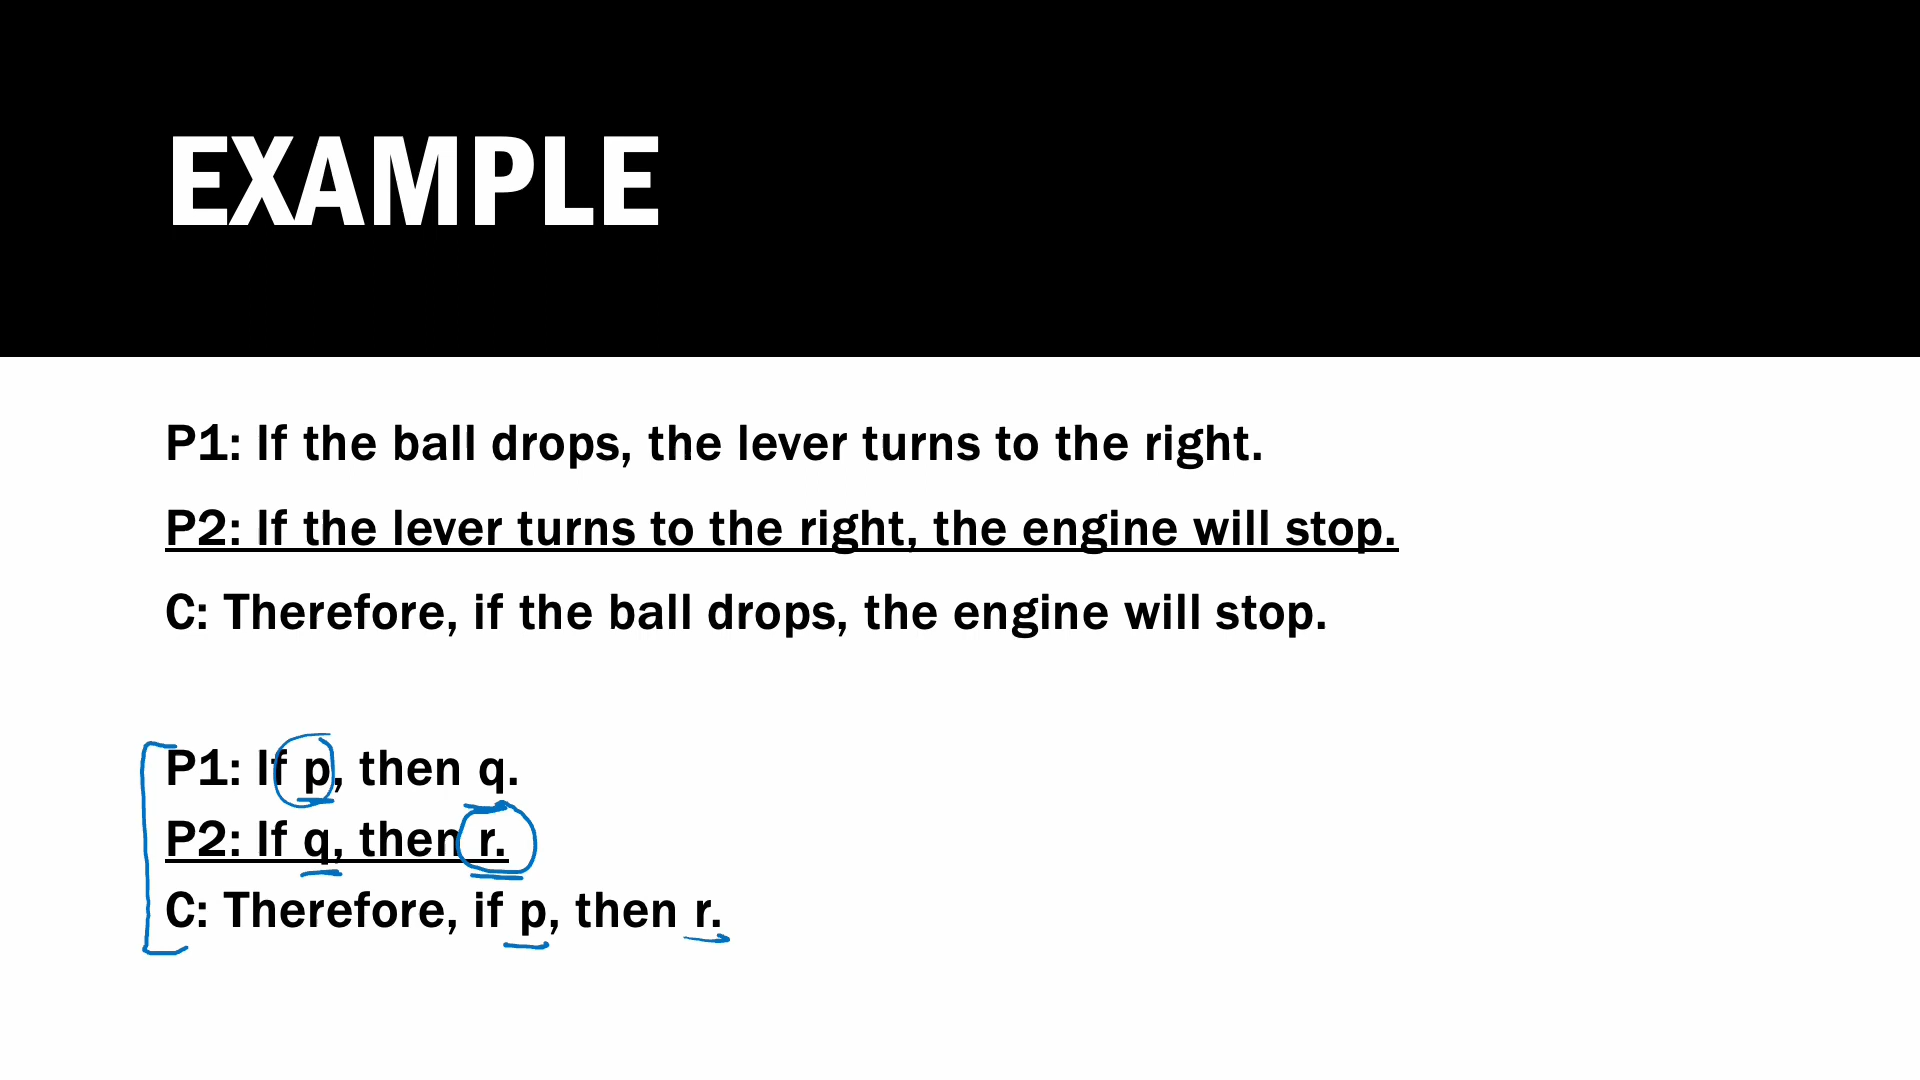 EXAMPLE
P1: If the ball drops, the lever turns to the right.
P2: If the lever turns to the right, the engine will stop.
C: Therefore, if the ball drops, the engine will stop.
P1: If p, then q.
P2: If q, then r.
C: Therefore, if p, then r.